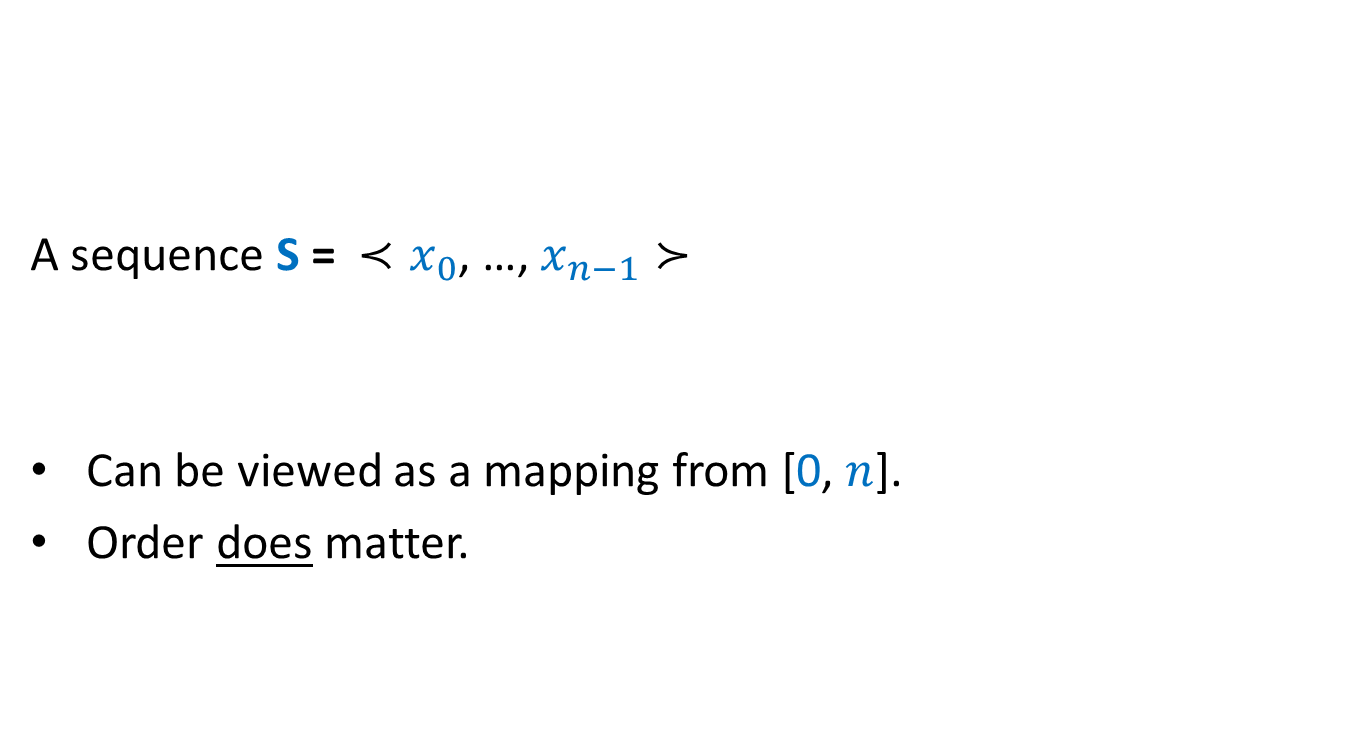 A sequence S = ≺ x₀, …, xₙ₋₁ ≻
• Can be viewed as a mapping from [0, n].
• Order does matter.